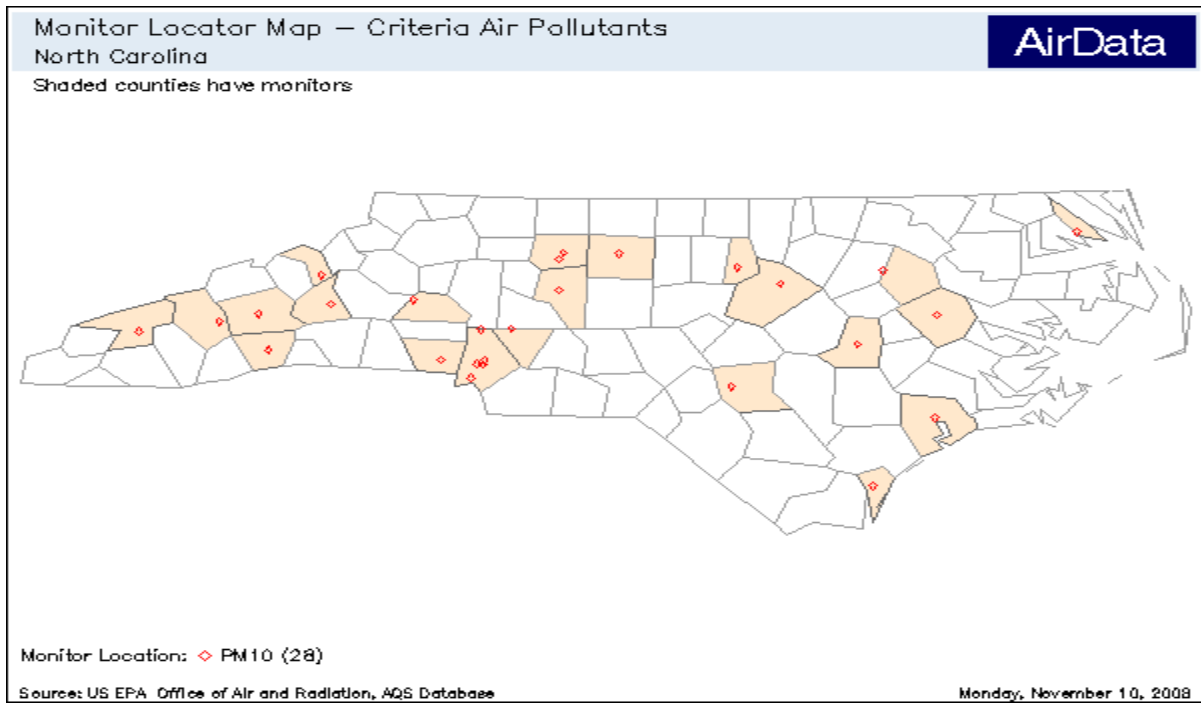 Monitor Locator Map – Criteria Air Pollutants
North Carolina
AirData
Shaded counties have monitors
Monitor Location: PM10 (28)
Source: US EPA Office of Air and Radiation, AQS Database
Monday, November 10, 2008